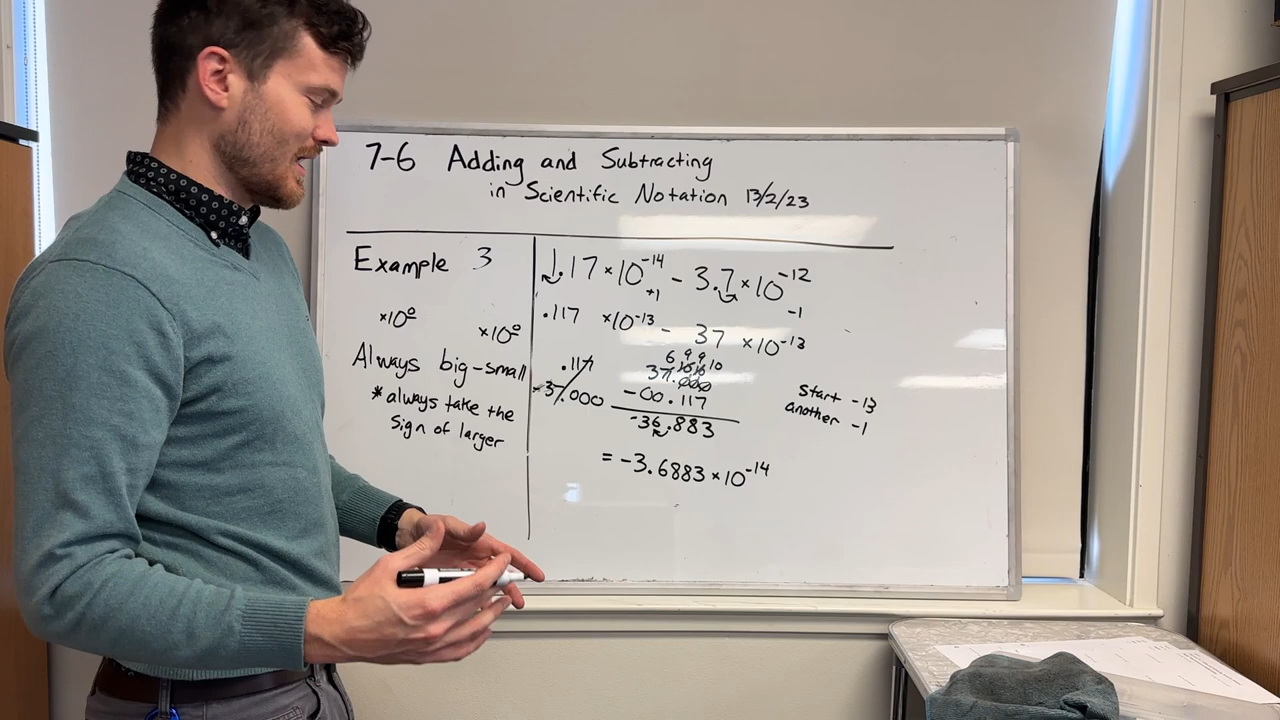 7-6 Adding and Subtracting
in Scientific Notation 13/2/23
Example 3
×10⁰
×10⁰
Always big-small
*always take the
sign of larger
1.17 ×10⁻¹⁴ - 3.7 ×10⁻¹²
+1
-1
.117 ×10⁻¹³ - 37 ×10⁻¹³
.117
-37.000
6 9 9 10
37.000
-00.117
-36.883
= -3.6883 ×10⁻¹⁴
start -13
another -1